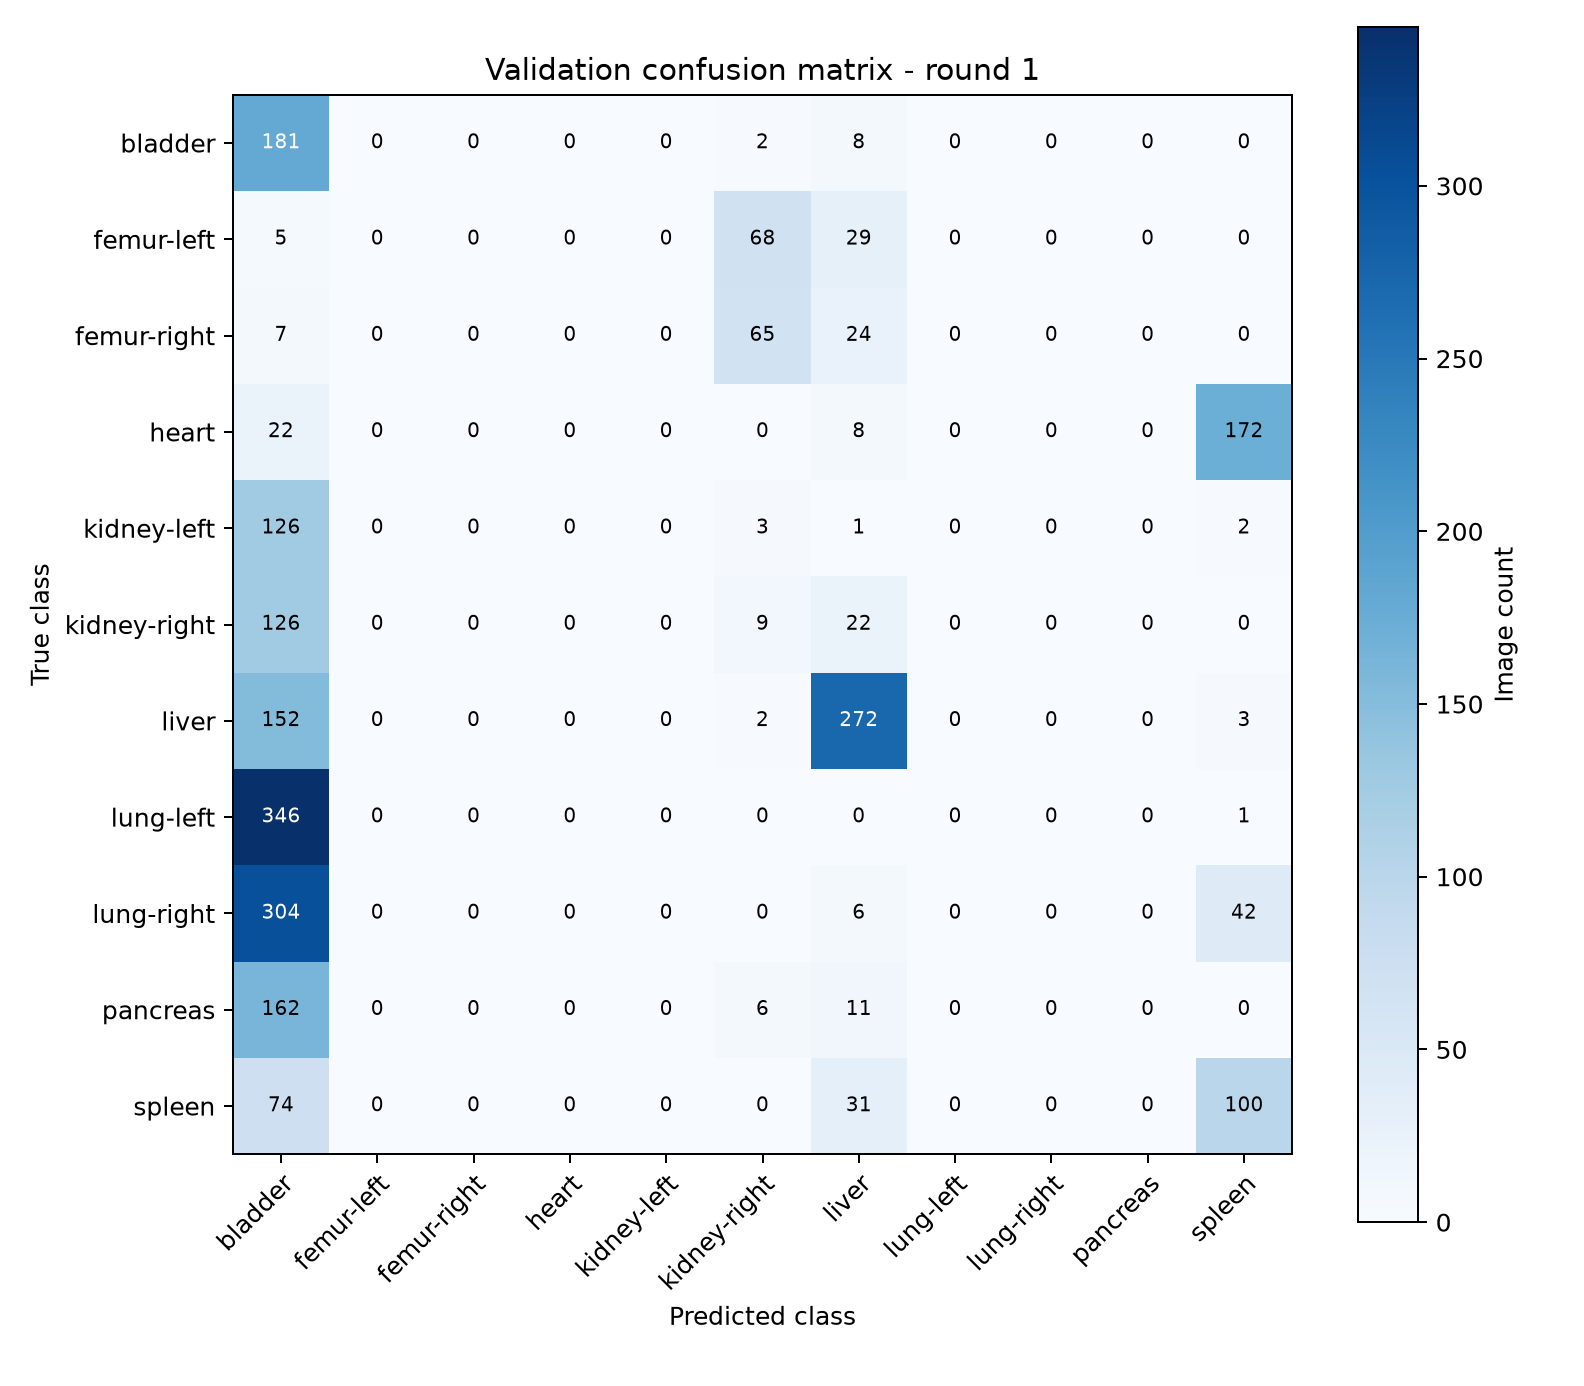 Validation confusion matrix - round 1
True class
bladder 181 0 0 0 0 2 8 0 0 0 0
femur-left 5 0 0 0 0 68 29 0 0 0 0
femur-right 7 0 0 0 0 65 24 0 0 0 0
heart 22 0 0 0 0 0 8 0 0 0 172
kidney-left 126 0 0 0 0 3 1 0 0 0 2
kidney-right 126 0 0 0 0 9 22 0 0 0 0
liver 152 0 0 0 0 2 272 0 0 0 3
lung-left 346 0 0 0 0 0 0 0 0 0 1
lung-right 304 0 0 0 0 0 6 0 0 0 42
pancreas 162 0 0 0 0 6 11 0 0 0 0
spleen 74 0 0 0 0 0 31 0 0 0 100
bladder femur-left femur-right heart kidney-left kidney-right liver lung-left lung-right pancreas spleen
Predicted class
300
250
200
150
100
50
0
Image count